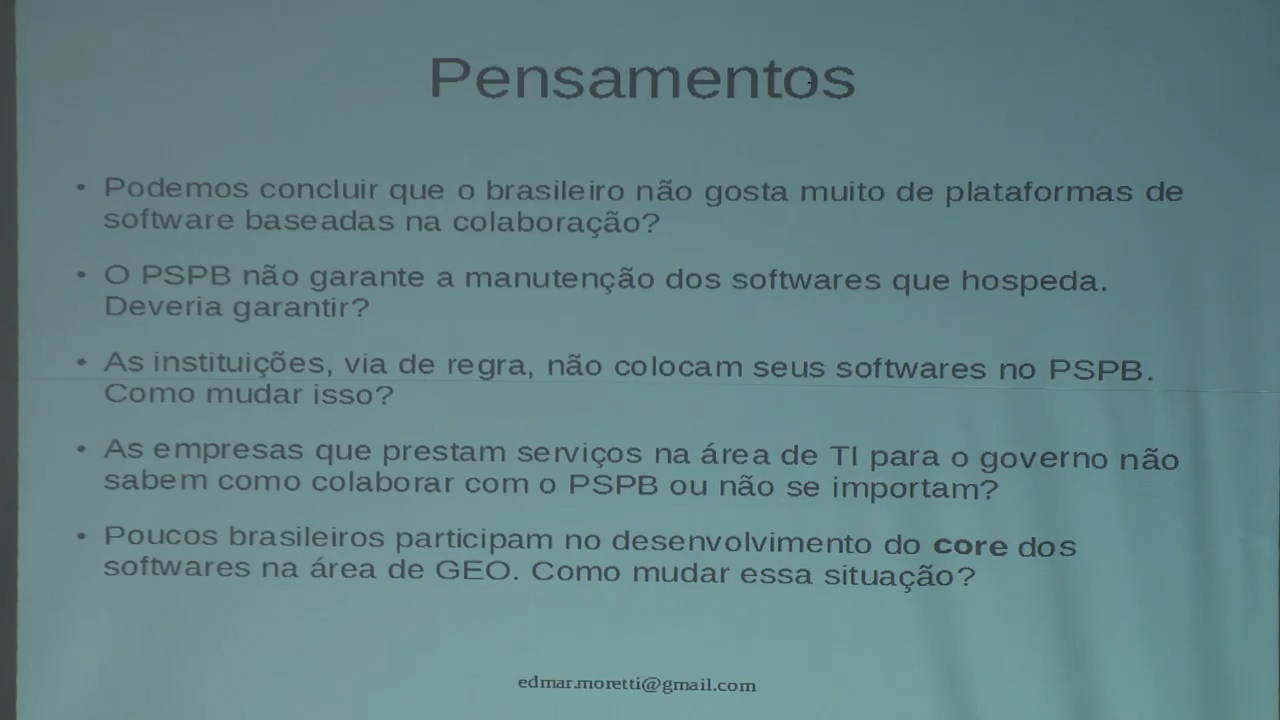 Pensamentos
• Podemos concluir que o brasileiro não gosta muito de plataformas de
software baseadas na colaboração?
• O PSPB não garante a manutenção dos softwares que hospeda.
Deveria garantir?
• As instituições, via de regra, não colocam seus softwares no PSPB.
Como mudar isso?
• As empresas que prestam serviços na área de TI para o governo não
sabem como colaborar com o PSPB ou não se importam?
• Poucos brasileiros participam no desenvolvimento do core dos
softwares na área de GEO. Como mudar essa situação?
edmar.moretti@gmail.com